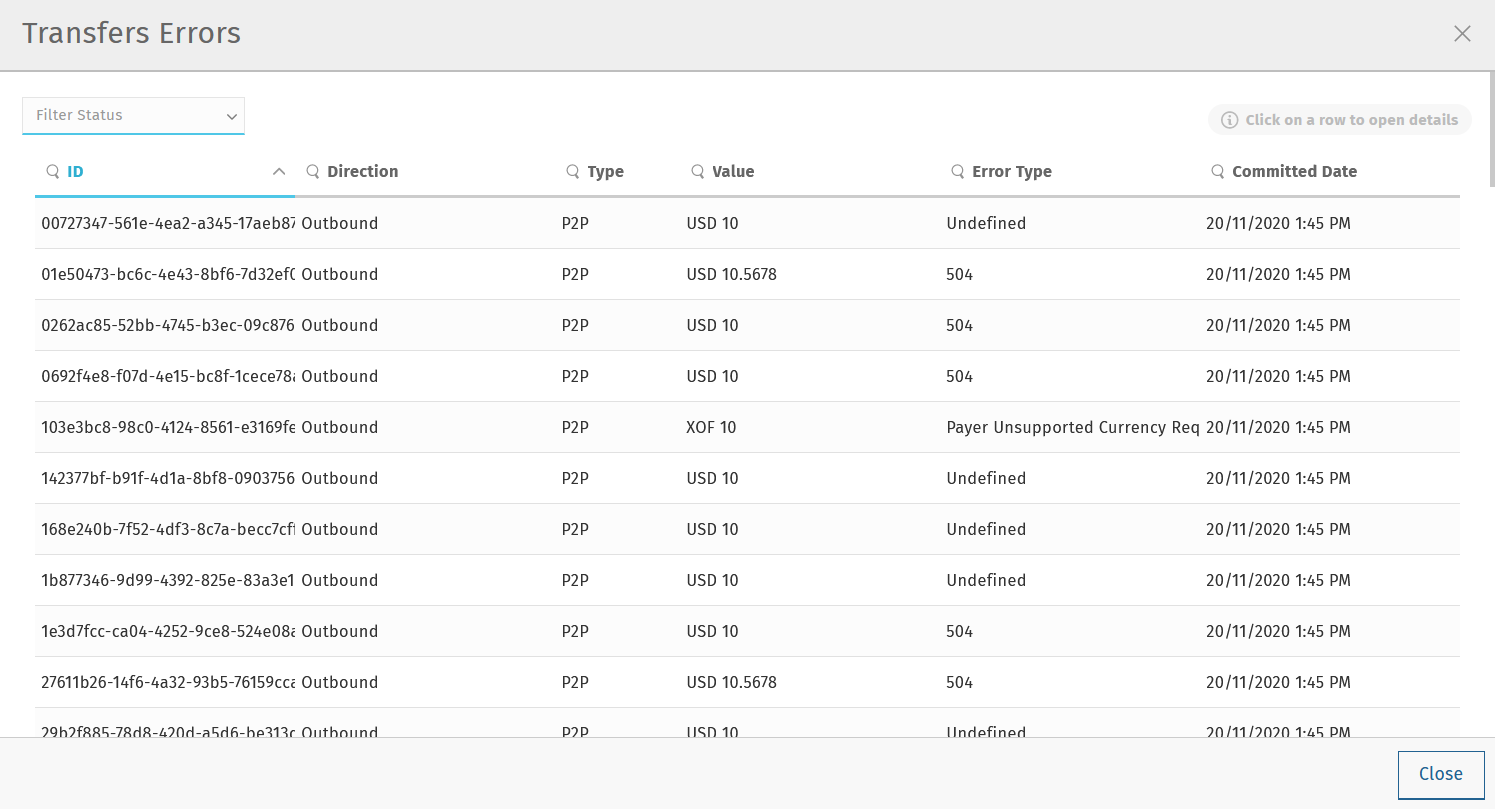 Transfers Errors
Filter Status
Click on a row to open details
ID Direction Type Value Error Type Committed Date
00727347-561e-4ea2-a345-17aeb87 Outbound P2P USD 10 Undefined 20/11/2020 1:45 PM
01e50473-bc6c-4e43-8bf6-7d32ef0 Outbound P2P USD 10.5678 504 20/11/2020 1:45 PM
0262ac85-52bb-4745-b3ec-09c876 Outbound P2P USD 10 504 20/11/2020 1:45 PM
0692f4e8-f07d-4e15-bc8f-1cece78a Outbound P2P USD 10 504 20/11/2020 1:45 PM
103e3bc8-98c0-4124-8561-e3169fe Outbound P2P XOF 10 Payer Unsupported Currency Req 20/11/2020 1:45 PM
142377bf-b91f-4d1a-8bf8-0903756 Outbound P2P USD 10 Undefined 20/11/2020 1:45 PM
168e240b-7f52-4df3-8c7a-becc7cff Outbound P2P USD 10 Undefined 20/11/2020 1:45 PM
1b877346-9d99-4392-825e-83a3e1 Outbound P2P USD 10 Undefined 20/11/2020 1:45 PM
1e3d7fcc-ca04-4252-9ce8-524e08a Outbound P2P USD 10 504 20/11/2020 1:45 PM
27611b26-14f6-4a32-93b5-76159cca Outbound P2P USD 10.5678 504 20/11/2020 1:45 PM
29b2f885-78d8-420d-a5d6-be313c Outbound P2P USD 10 Undefined 20/11/2020 1:45 PM
Close